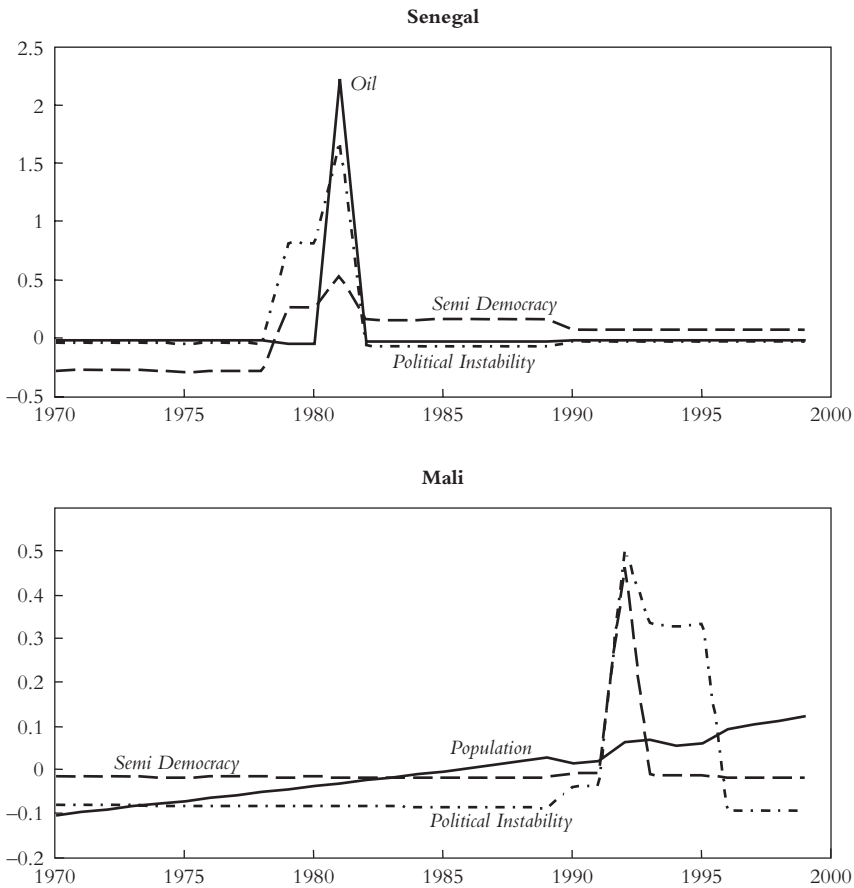 Senegal
2.5
Oil
2
1.5
1
0.5
Semi Democracy
0
Political Instability
–0.5
1970 1975 1980 1985 1990 1995 2000
Mali
0.5
0.4
0.3
0.2
0.1
Population
Semi Democracy
0
–0.1
Political Instability
–0.2
1970 1975 1980 1985 1990 1995 2000